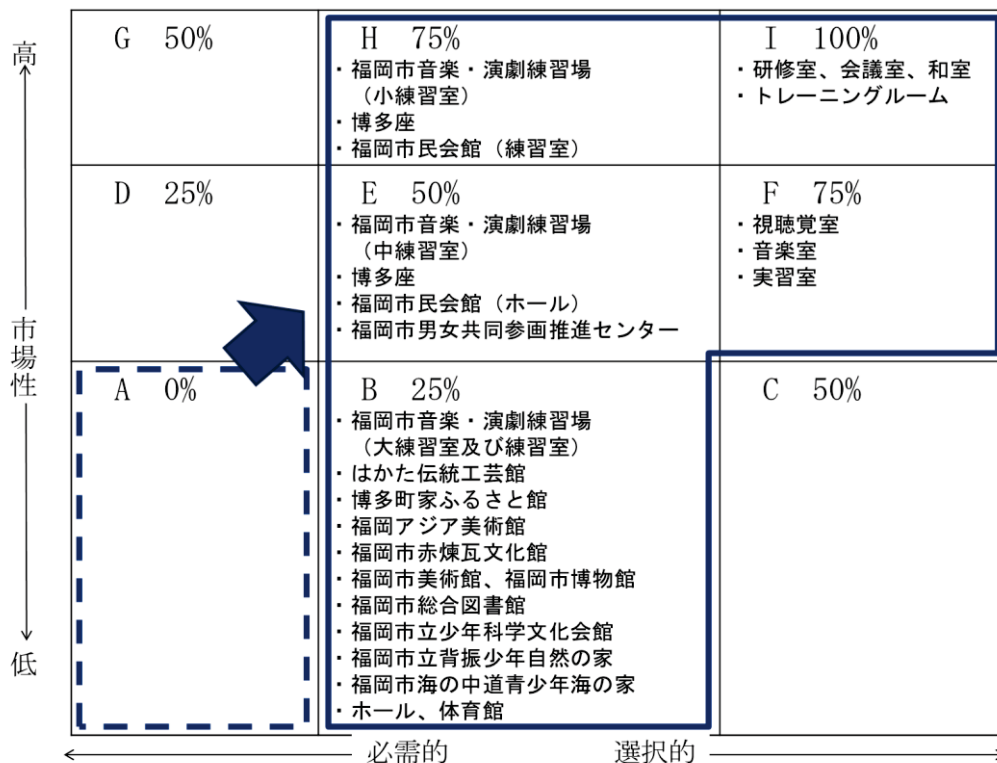 高
市場性
低
G 50%
H 75%
・福岡市音楽・演劇練習場
（小練習室）
・博多座
・福岡市民会館（練習室）
I 100%
・研修室、会議室、和室
・トレーニングルーム
D 25%
E 50%
・福岡市音楽・演劇練習場
（中練習室）
・博多座
・福岡市民会館（ホール）
・福岡市男女共同参画推進センター
F 75%
・視聴覚室
・音楽室
・実習室
A 0%
B 25%
・福岡市音楽・演劇練習場
（大練習室及び練習室）
・はかた伝統工芸館
・博多町家ふるさと館
・福岡アジア美術館
・福岡市赤煉瓦文化館
・福岡市美術館、福岡市博物館
・福岡市総合図書館
・福岡市立少年科学文化会館
・福岡市立背振少年自然の家
・福岡市海の中道青少年海の家
・ホール、体育館
C 50%
必需的
選択的